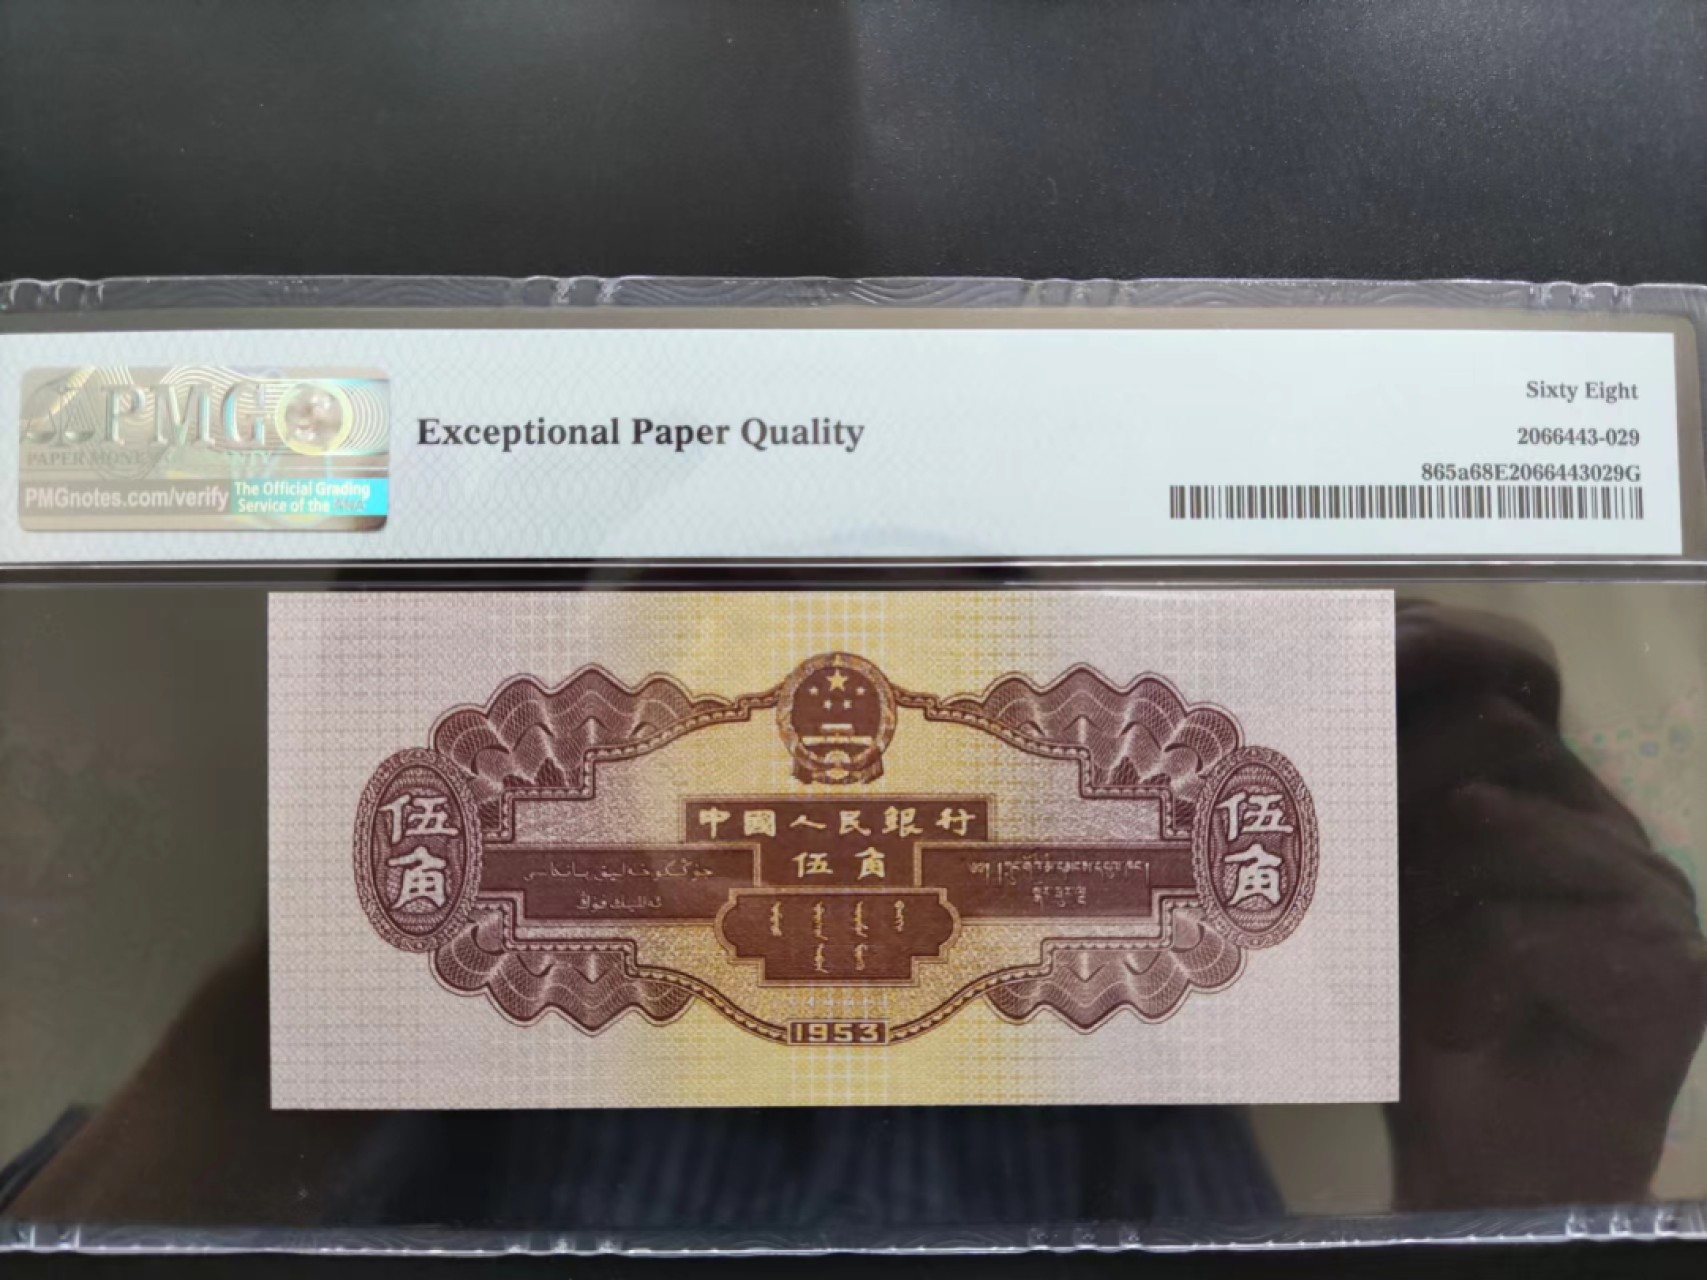 PMG
PAPER MONEY GUARANTY
PMGnotes.com/verify
The Official Grading
Service of the
Exceptional Paper Quality
Sixty Eight
2066443-029
865a68E2066443029G
中國人民銀行
伍角
伍角
伍角
1953